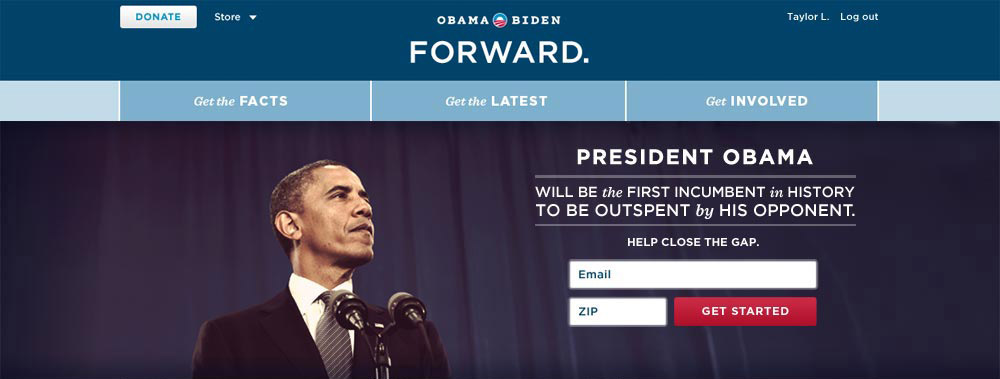 DONATE
Store
OBAMA BIDEN
Taylor L. Log out
FORWARD.
Get the FACTS
Get the LATEST
Get INVOLVED
PRESIDENT OBAMA
WILL BE the FIRST INCUMBENT in HISTORY
TO BE OUTSPENT by HIS OPPONENT.
HELP CLOSE THE GAP.
Email
ZIP
GET STARTED